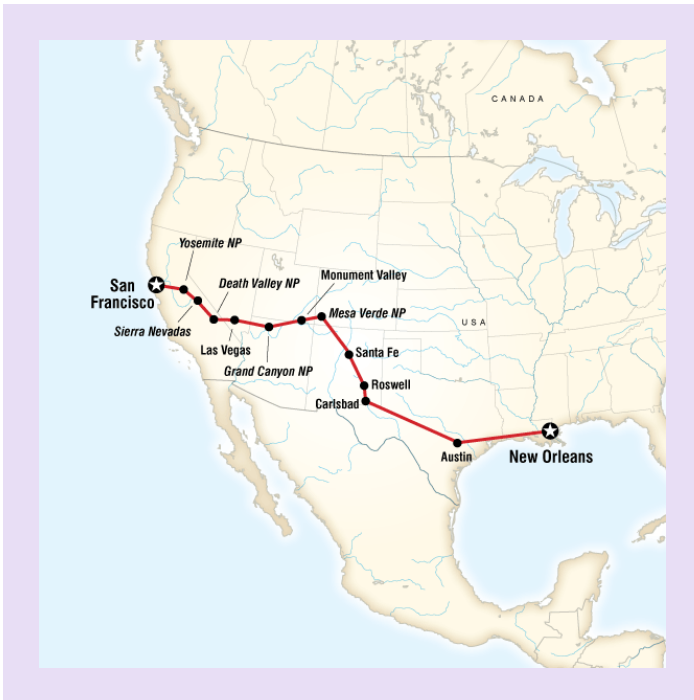 CANADA
Yosemite NP
Monument Valley
San
Francisco
Death Valley NP
Mesa Verde NP
USA
Sierra Nevadas
Las Vegas
Santa Fe
Grand Canyon NP
Roswell
Carlsbad
Austin
New Orleans